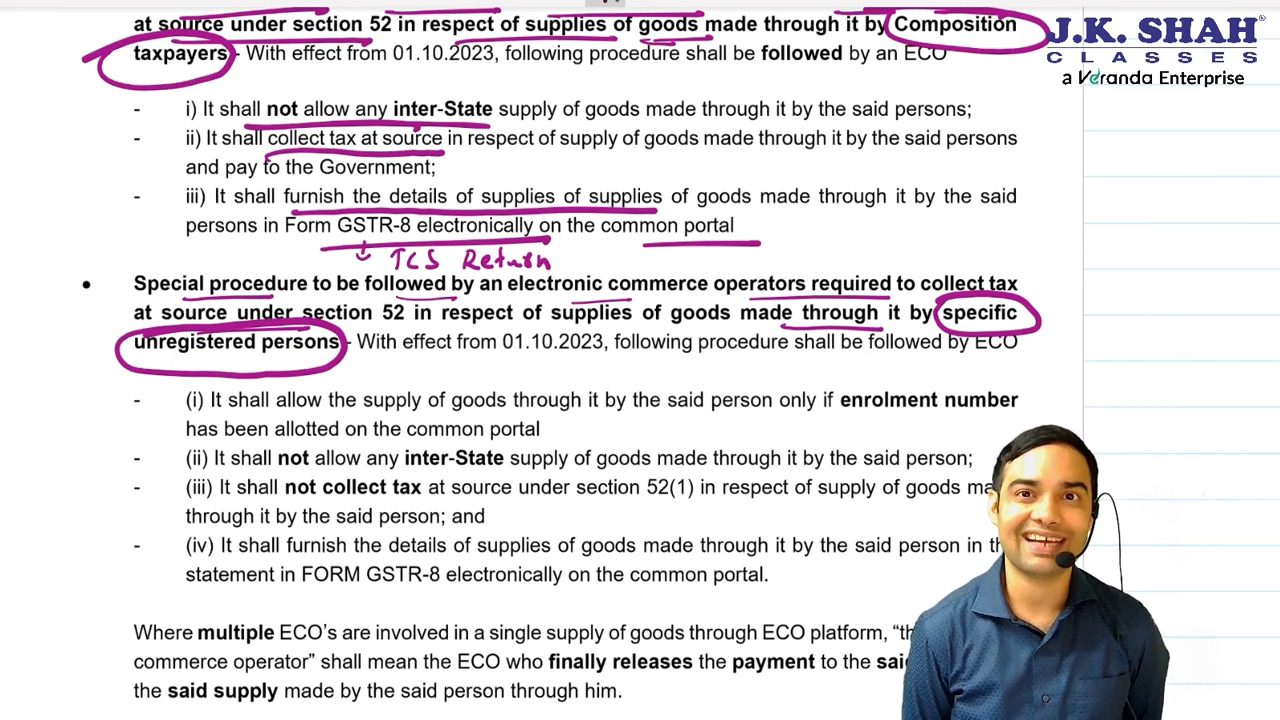 at source under section 52 in respect of supplies of goods made through it by Composition
taxpayers - With effect from 01.10.2023, following procedure shall be followed by an ECO
- i) It shall not allow any inter-State supply of goods made through it by the said persons;
- ii) It shall collect tax at source in respect of supply of goods made through it by the said persons
and pay to the Government;
- iii) It shall furnish the details of supplies of supplies of goods made through it by the said
persons in Form GSTR-8 electronically on the common portal
TCS Return
• Special procedure to be followed by an electronic commerce operators required to collect tax
at source under section 52 in respect of supplies of goods made through it by specific
unregistered persons - With effect from 01.10.2023, following procedure shall be followed by ECO
- (i) It shall allow the supply of goods through it by the said person only if enrolment number
has been allotted on the common portal
- (ii) It shall not allow any inter-State supply of goods made through it by the said person;
- (iii) It shall not collect tax at source under section 52(1) in respect of supply of goods ma
through it by the said person; and
- (iv) It shall furnish the details of supplies of goods made through it by the said person in th
statement in FORM GSTR-8 electronically on the common portal.
Where multiple ECO's are involved in a single supply of goods through ECO platform, “th
commerce operator” shall mean the ECO who finally releases the payment to the sai
the said supply made by the said person through him.
J.K. SHAH®
CLASSES
a Veranda Enterprise